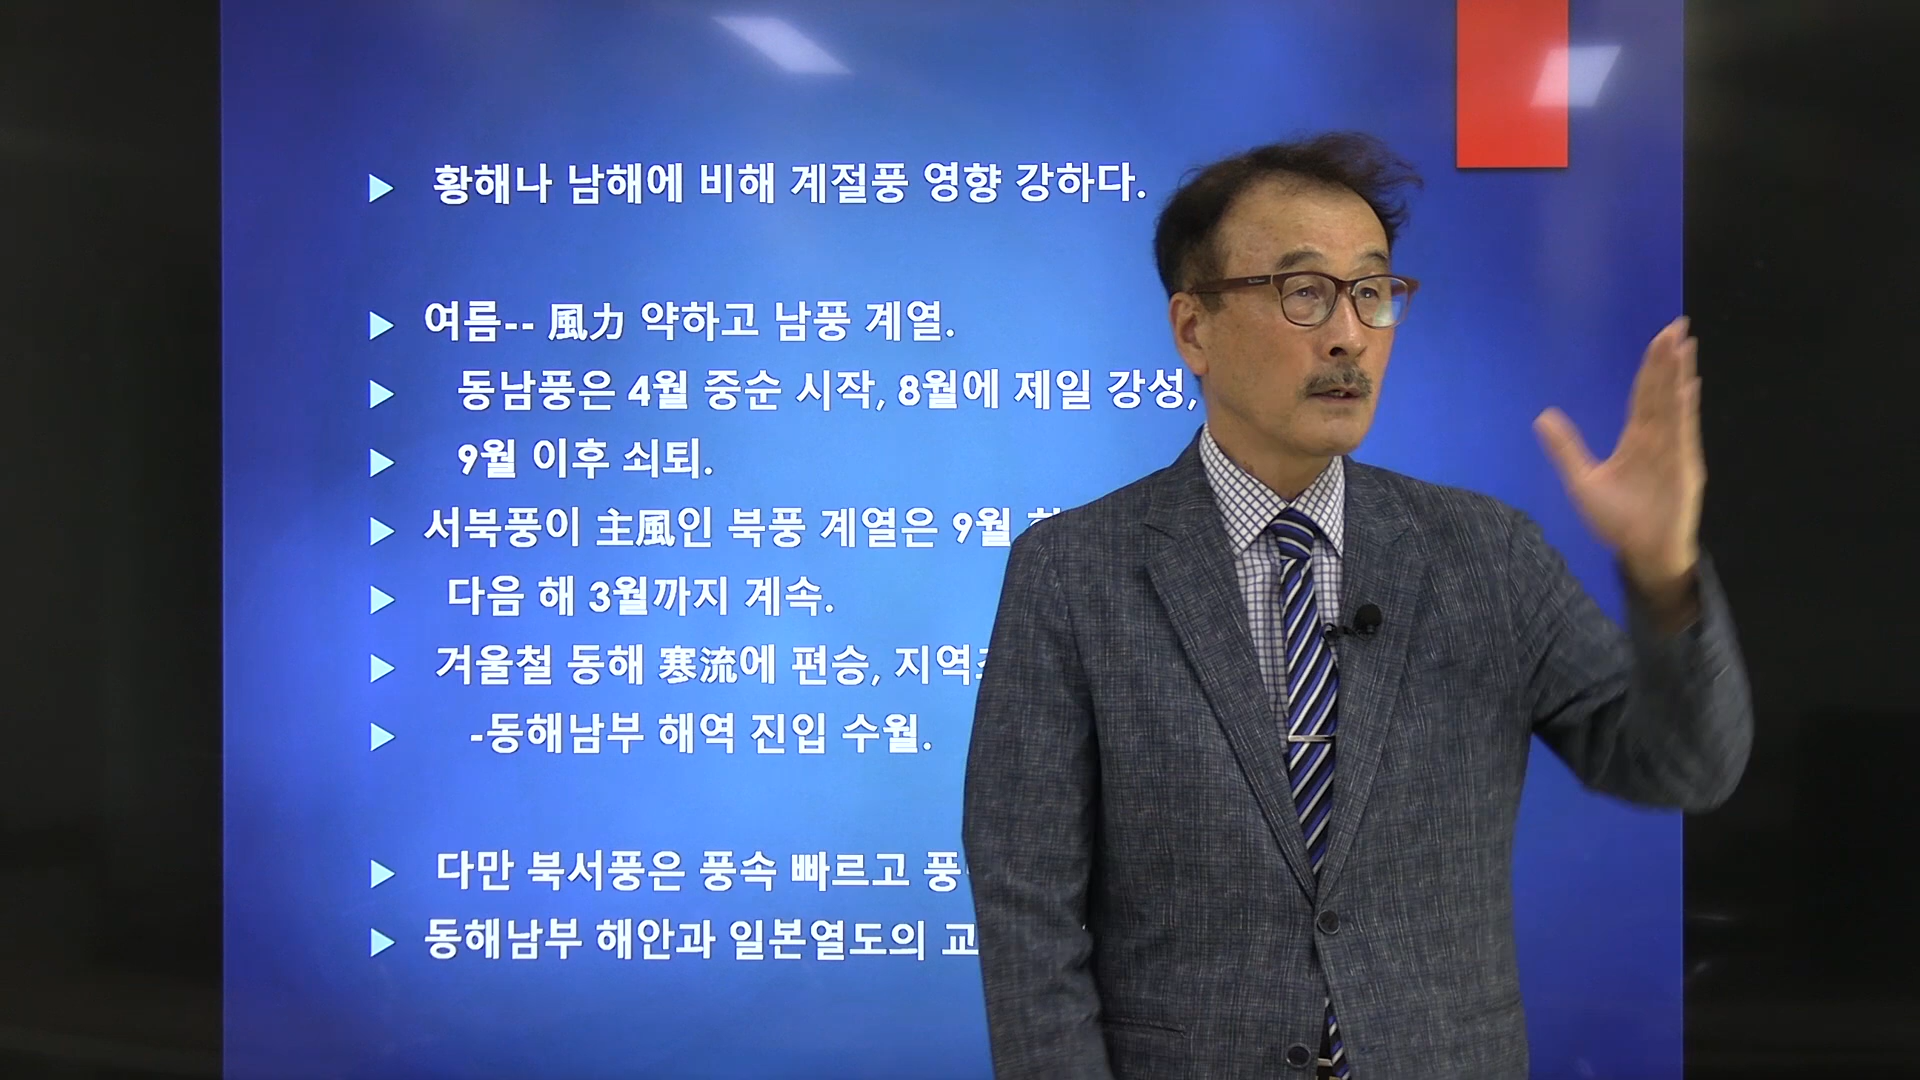 황해나 남해에 비해 계절풍 영향 강하다.
여름-- 風力 약하고 남풍 계열.
동남풍은 4월 중순 시작, 8월에 제일 강성,
9월 이후 쇠퇴.
서북풍이 主風인 북풍 계열은 9월
다음 해 3월까지 계속.
겨울철 동해 寒流에 편승,
-동해남부 해역 진입 수월.
다만 북서풍은 풍속 빠르고
동해남부 해안과 일본열도의